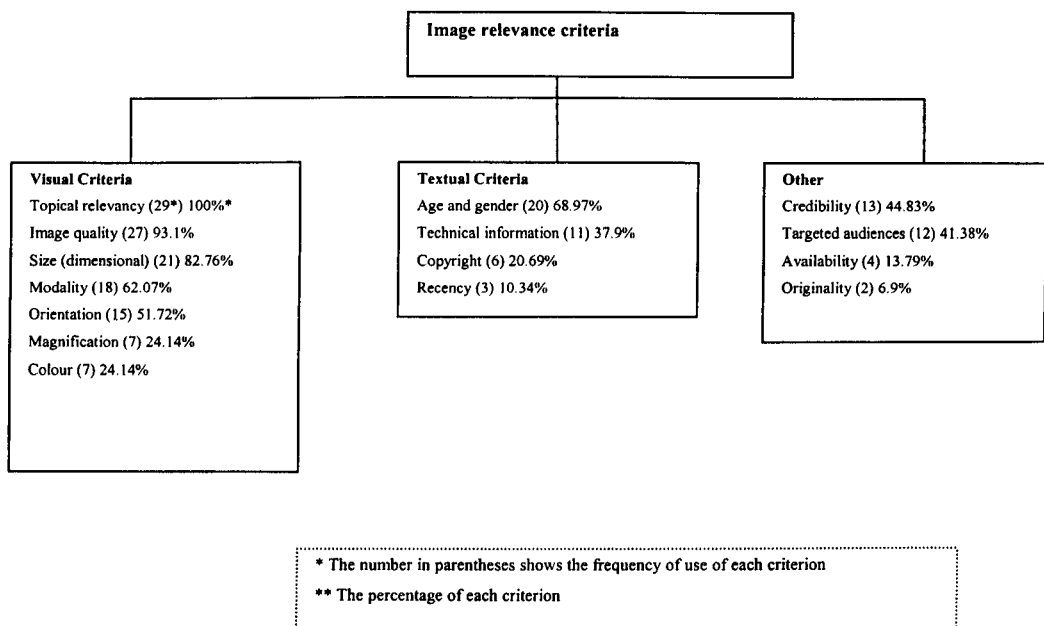 Image relevance criteria
Visual Criteria
Topical relevancy (29*) 100%*
Image quality (27) 93.1%
Size (dimensional) (21) 82.76%
Modality (18) 62.07%
Orientation (15) 51.72%
Magnification (7) 24.14%
Colour (7) 24.14%
Textual Criteria
Age and gender (20) 68.97%
Technical information (11) 37.9%
Copyright (6) 20.69%
Recency (3) 10.34%
Other
Credibility (13) 44.83%
Targeted audiences (12) 41.38%
Availability (4) 13.79%
Originality (2) 6.9%
* The number in parentheses shows the frequency of use of each criterion
** The percentage of each criterion